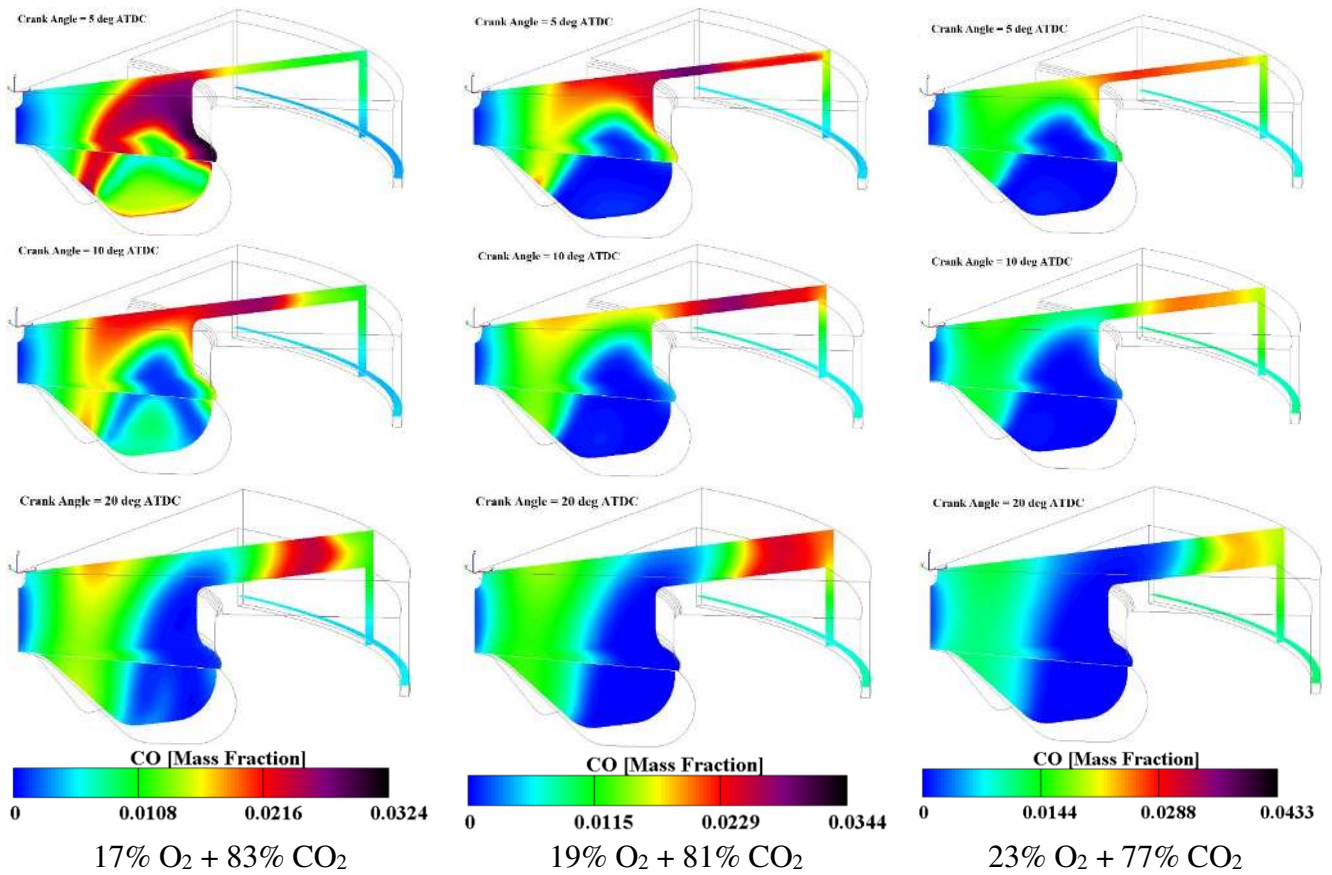 Crank Angle = 5 deg ATDC
Crank Angle = 5 deg ATDC
Crank Angle = 5 deg ATDC
Crank Angle = 10 deg ATDC
Crank Angle = 10 deg ATDC
Crank Angle = 10 deg ATDC
Crank Angle = 20 deg ATDC
Crank Angle = 20 deg ATDC
Crank Angle = 20 deg ATDC
CO [Mass Fraction]
0 0.0108 0.0216 0.0324
17% O₂ + 83% CO₂
CO [Mass Fraction]
0 0.0115 0.0229 0.0344
19% O₂ + 81% CO₂
CO [Mass Fraction]
0 0.0144 0.0288 0.0433
23% O₂ + 77% CO₂